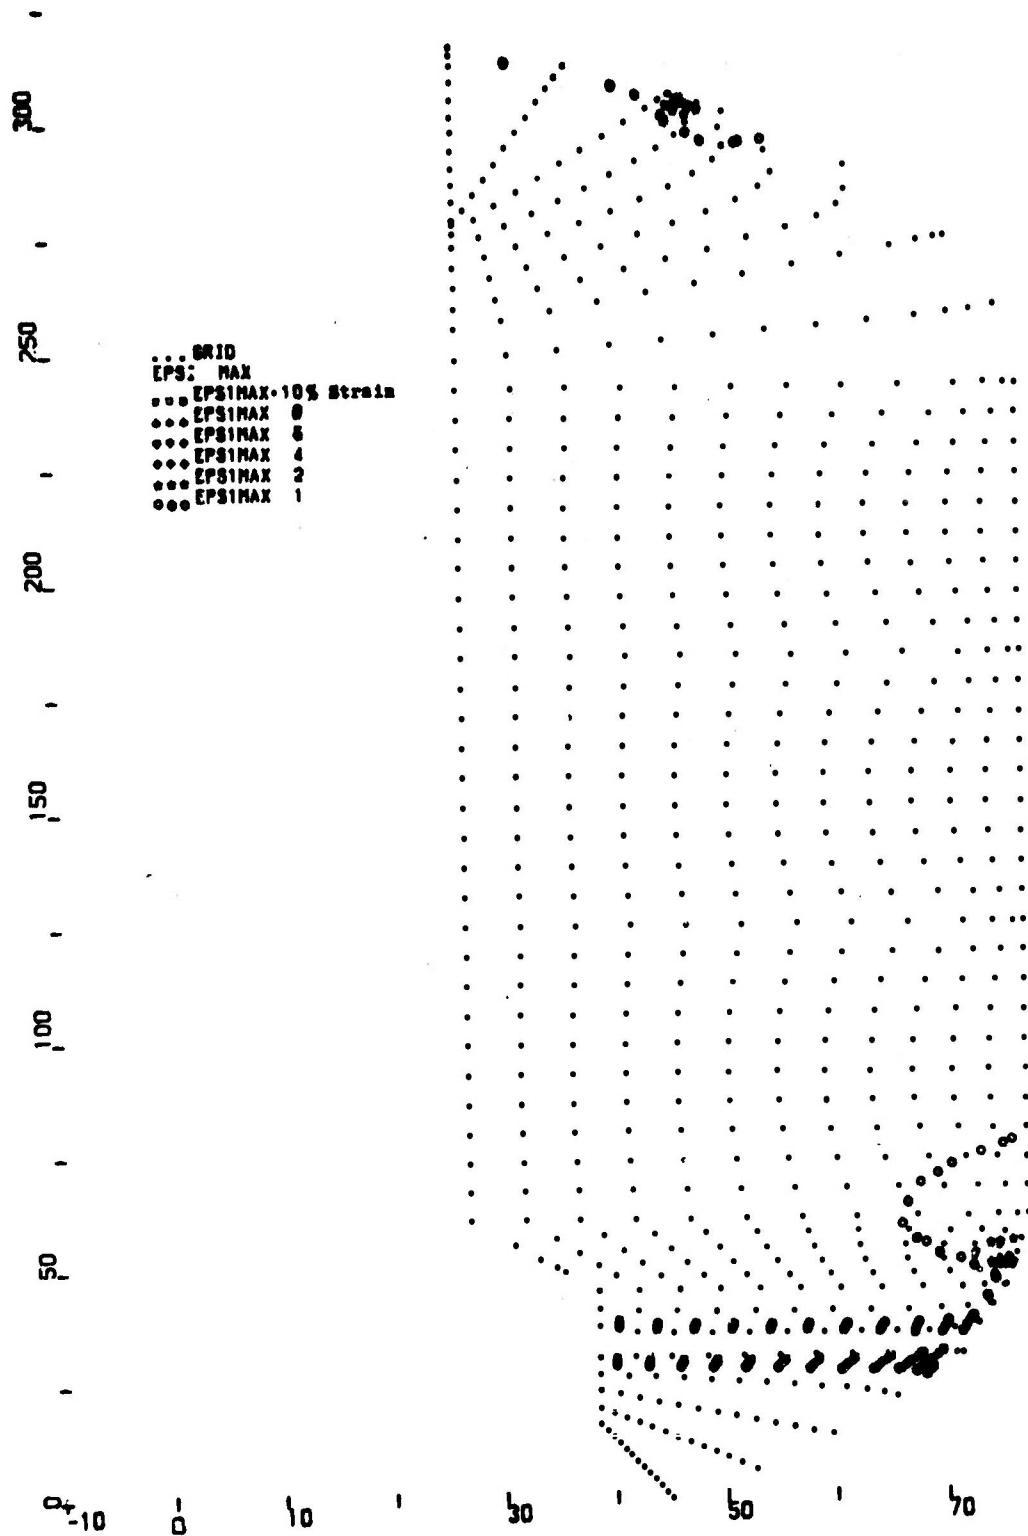 300
250
... GRID
EPS: MAX
EPS1MAX·10% Strain
EPS1MAX 8
EPS1MAX 6
EPS1MAX 4
EPS1MAX 2
EPS1MAX 1
200
150
100
50
0
-10 0 10 30 50 70